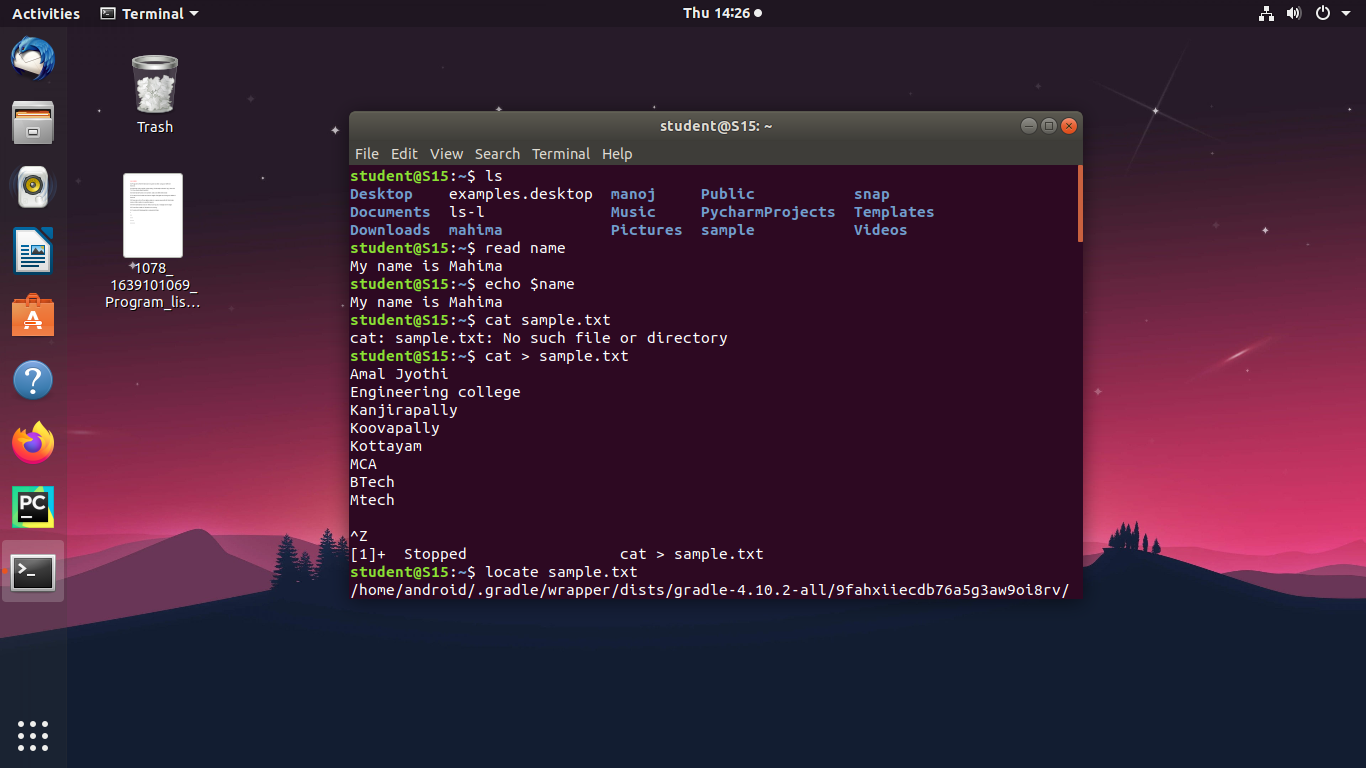 Activities Terminal Thu 14:26
Trash
1078_
1639101069_
Program_lis...
student@S15: ~
File Edit View Search Terminal Help
student@S15:~$ ls
Desktop examples.desktop manoj Public snap
Documents ls-l Music PycharmProjects Templates
Downloads mahima Pictures sample Videos
student@S15:~$ read name
My name is Mahima
student@S15:~$ echo $name
My name is Mahima
student@S15:~$ cat sample.txt
cat: sample.txt: No such file or directory
student@S15:~$ cat > sample.txt
Amal Jyothi
Engineering college
Kanjirapally
Koovapally
Kottayam
MCA
BTech
Mtech
^Z
[1]+ Stopped cat > sample.txt
student@S15:~$ locate sample.txt
/home/android/.gradle/wrapper/dists/gradle-4.10.2-all/9fahxiiecdb76a5g3aw9oi8rv/
PC